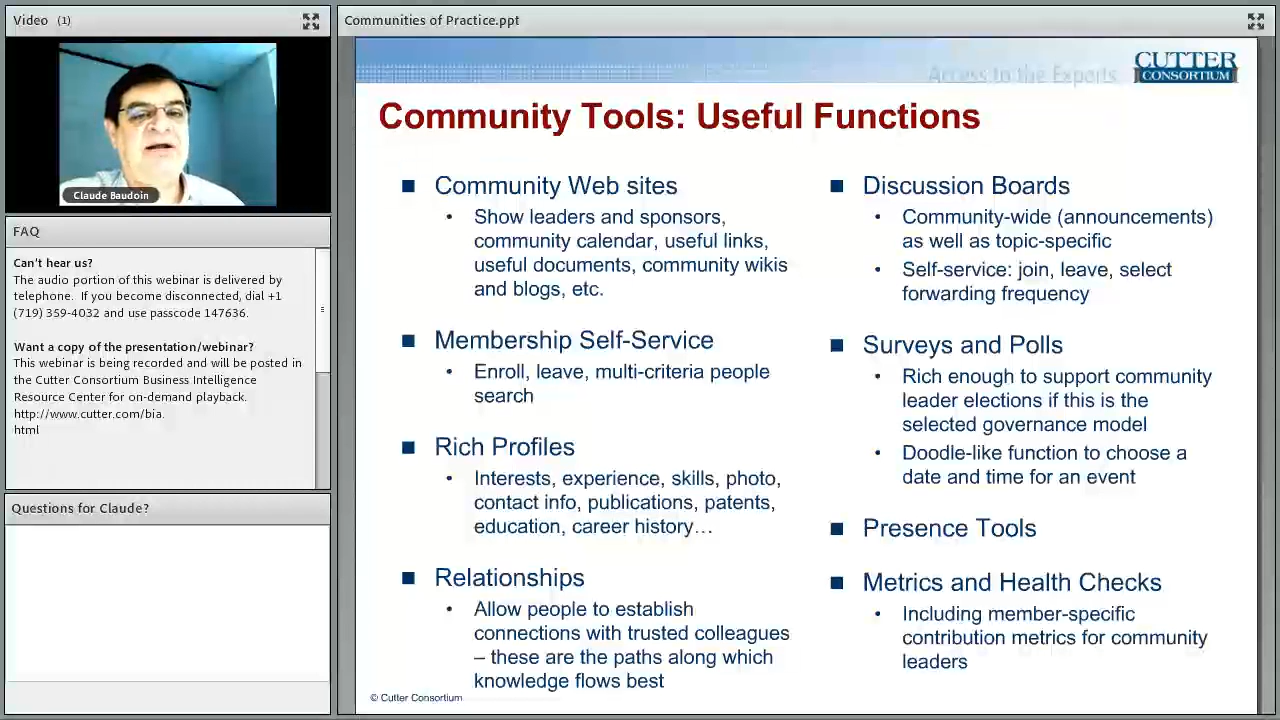 Video (1)
Claude Baudoin
FAQ
Can't hear us?
The audio portion of this webinar is delivered by
telephone. If you become disconnected, dial +1
(719) 359-4032 and use passcode 147636.
Want a copy of the presentation/webinar?
This webinar is being recorded and will be posted in
the Cutter Consortium Business Intelligence
Resource Center for on-demand playback.
http://www.cutter.com/bia.
html
Questions for Claude?
Communities of Practice.ppt
Access to the Experts
CUTTER
CONSORTIUM
Community Tools: Useful Functions
■ Community Web sites
• Show leaders and sponsors,
community calendar, useful links,
useful documents, community wikis
and blogs, etc.
■ Membership Self-Service
• Enroll, leave, multi-criteria people
search
■ Rich Profiles
• Interests, experience, skills, photo,
contact info, publications, patents,
education, career history…
■ Relationships
• Allow people to establish
connections with trusted colleagues
– these are the paths along which
knowledge flows best
■ Discussion Boards
• Community-wide (announcements)
as well as topic-specific
• Self-service: join, leave, select
forwarding frequency
■ Surveys and Polls
• Rich enough to support community
leader elections if this is the
selected governance model
• Doodle-like function to choose a
date and time for an event
■ Presence Tools
■ Metrics and Health Checks
• Including member-specific
contribution metrics for community
leaders
© Cutter Consortium